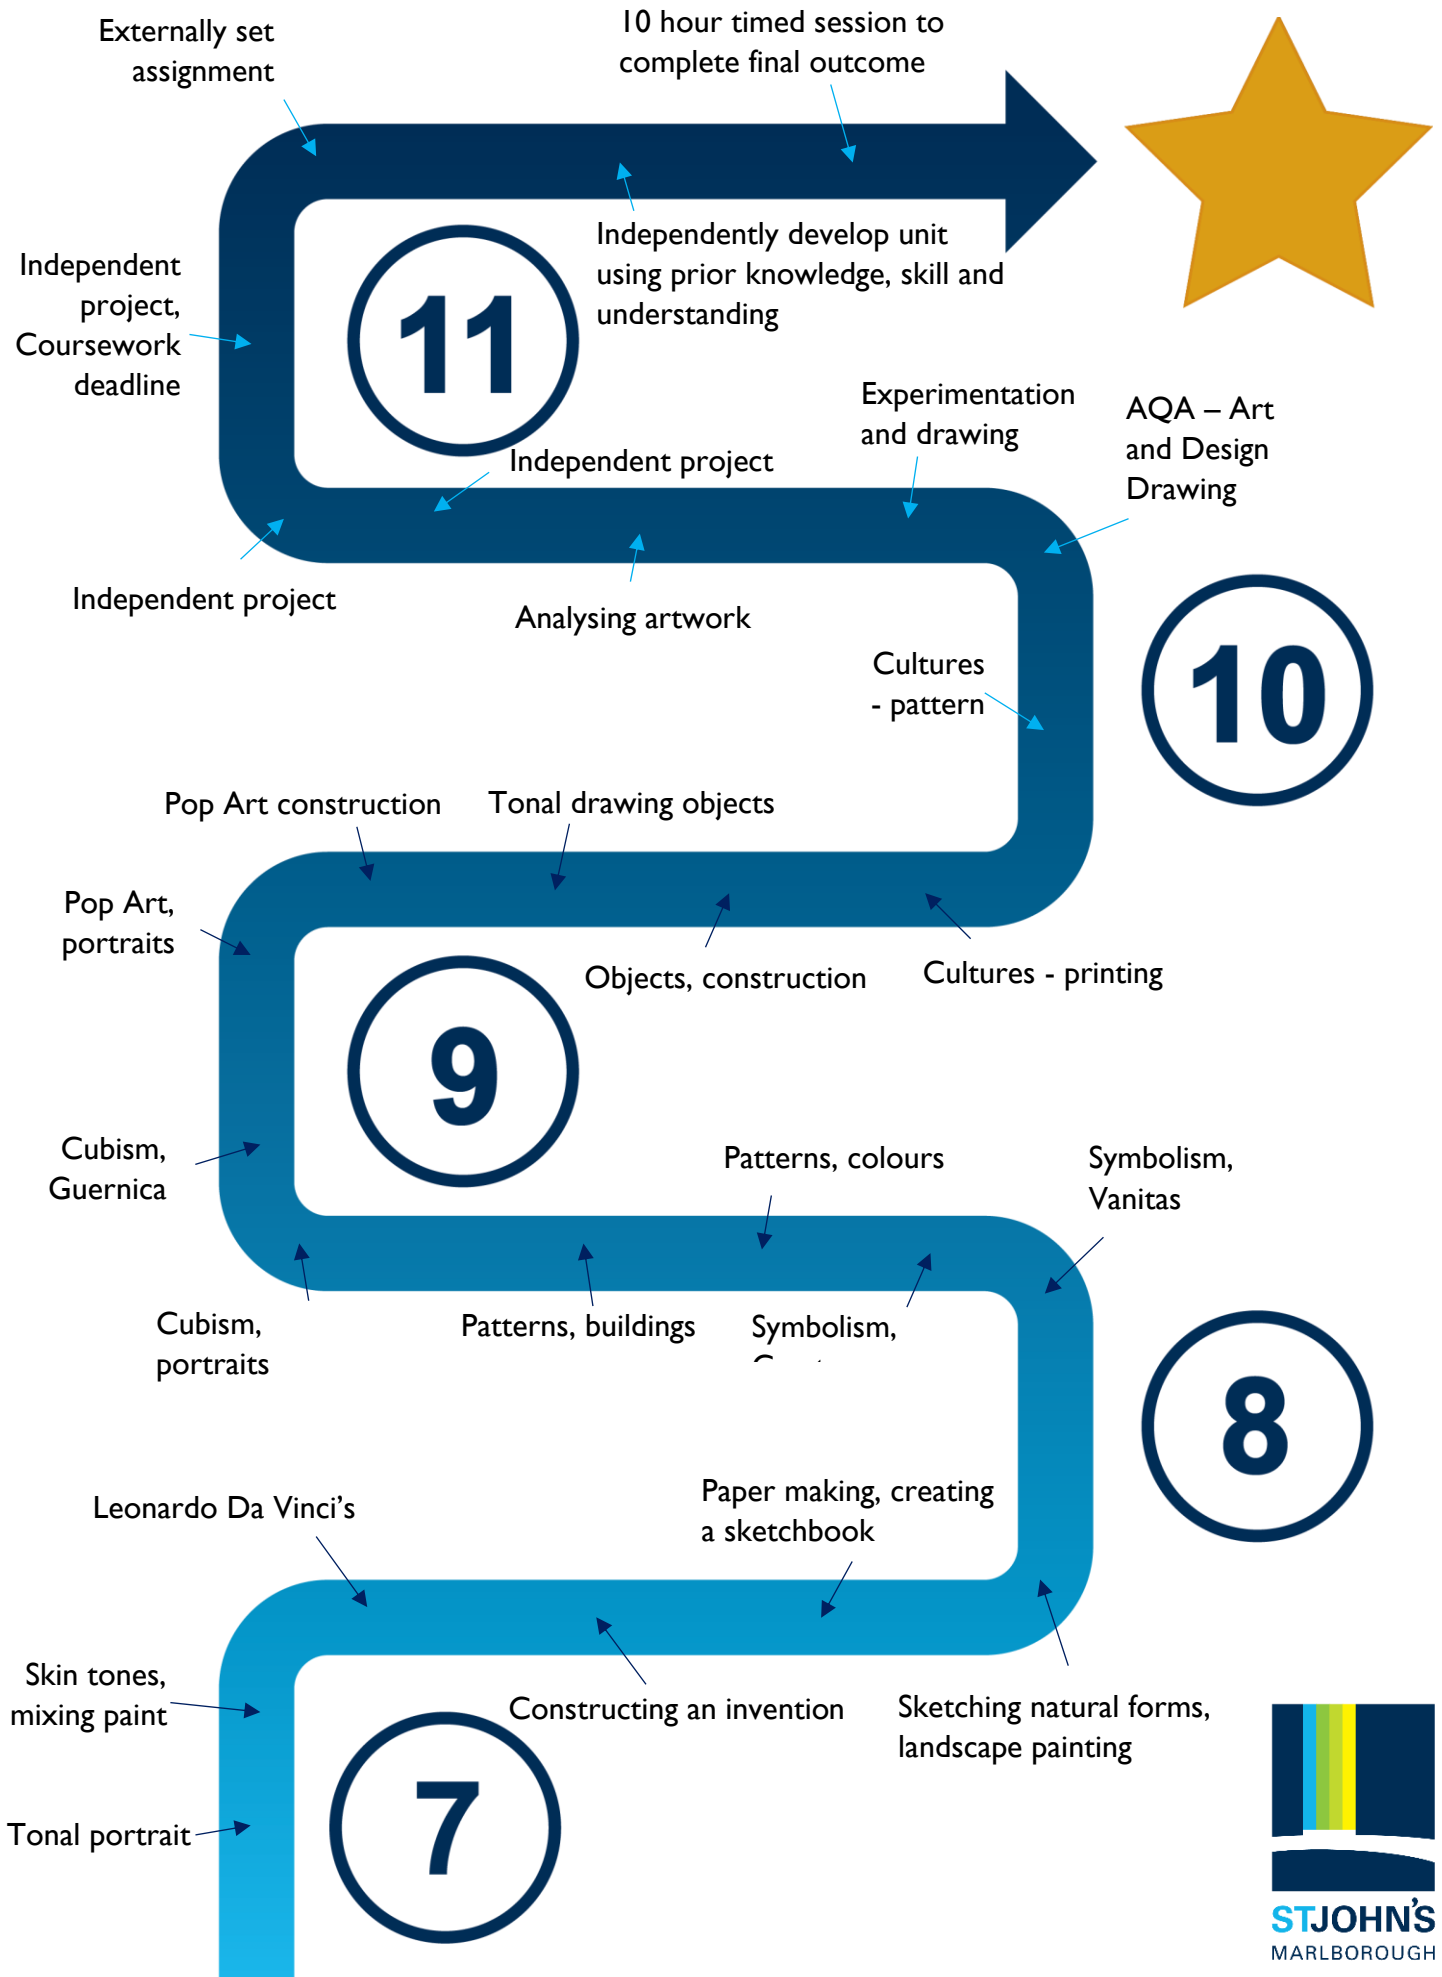 Externally set
assignment
10 hour timed session to
complete final outcome
Independent
project,
Coursework
deadline
11
Independently develop unit
using prior knowledge, skill and
understanding
Experimentation
and drawing
AQA – Art
and Design
Drawing
Independent project
Independent project
Analysing artwork
Cultures
- pattern
10
Pop Art construction
Tonal drawing objects
Pop Art,
portraits
Objects, construction
Cultures - printing
9
Cubism,
Guernica
Patterns, colours
Symbolism,
Vanitas
Cubism,
portraits
Patterns, buildings
Symbolism,
8
Leonardo Da Vinci’s
Paper making, creating
a sketchbook
Skin tones,
mixing paint
Constructing an invention
Sketching natural forms,
landscape painting
7
Tonal portrait
STJOHN'S
MARLBOROUGH